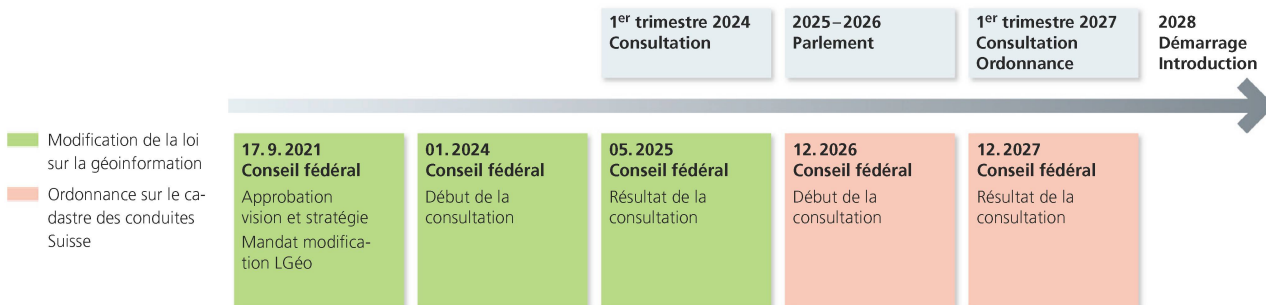 1er trimestre 2024
Consultation
2025–2026
Parlement
1er trimestre 2027
Consultation
Ordonnance
2028
Démarrage
Introduction
Modification de la loi
sur la géoinformation
Ordonnance sur le ca-
dastre des conduites
Suisse
17. 9. 2021
Conseil fédéral
Approbation
vision et stratégie
Mandat modifica-
tion LGéo
01. 2024
Conseil fédéral
Début de la
consultation
05. 2025
Conseil fédéral
Résultat de la
consultation
12. 2026
Conseil fédéral
Début de la
consultation
12. 2027
Conseil fédéral
Résultat de la
consultation